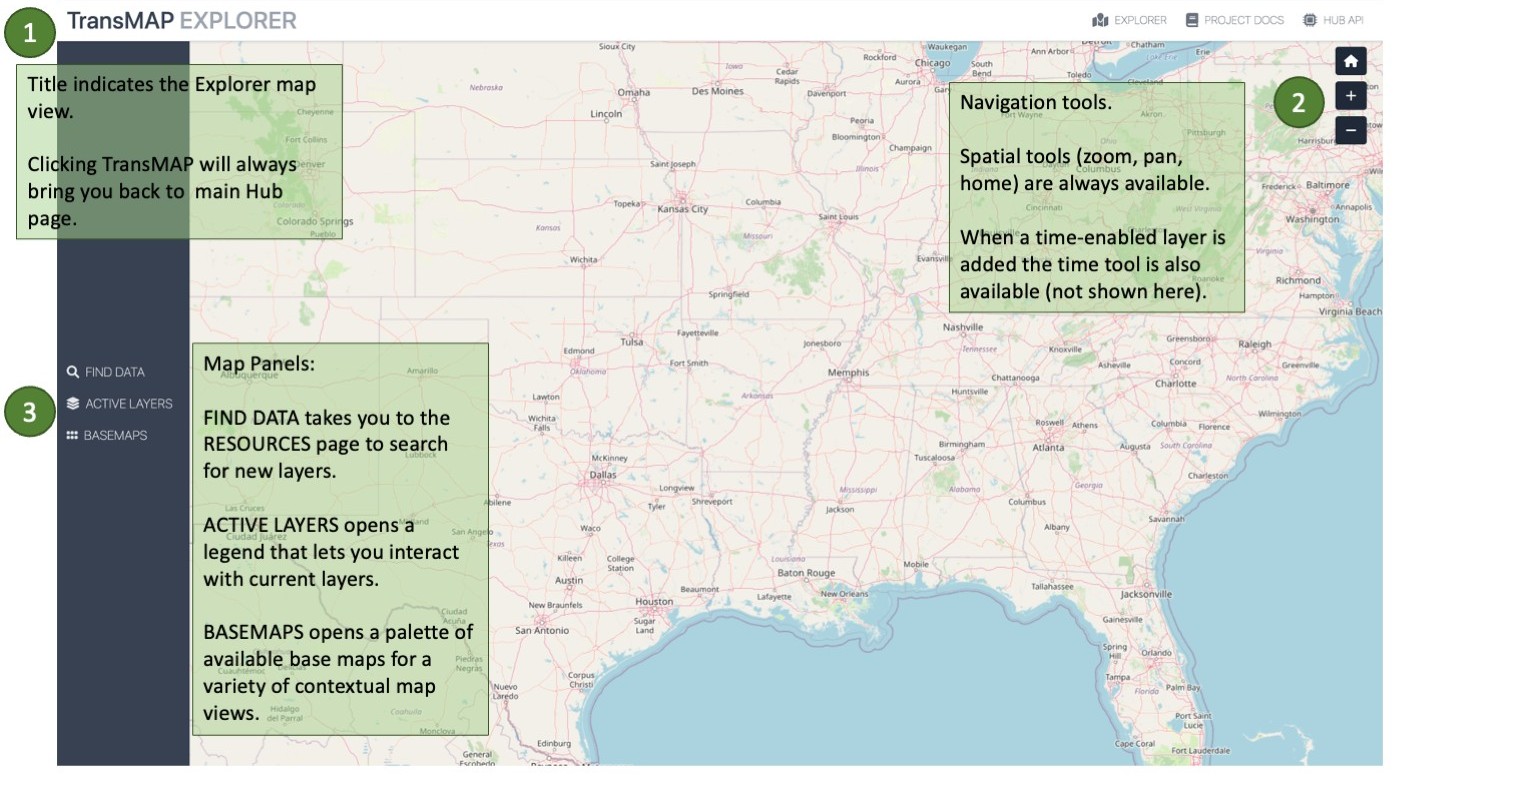 1
TransMAP EXPLORER
EXPLORER
PROJECT DOCS
HUB API
Title indicates the Explorer map
view.
Clicking TransMAP will always
bring you back to main Hub
page.
2
+
−
Navigation tools.
Spatial tools (zoom, pan,
home) are always available.
When a time-enabled layer is
added the time tool is also
available (not shown here).
3
FIND DATA
ACTIVE LAYERS
BASEMAPS
Map Panels:
FIND DATA takes you to the
RESOURCES page to search
for new layers.
ACTIVE LAYERS opens a
legend that lets you interact
with current layers.
BASEMAPS opens a palette of
available base maps for a
variety of contextual map
views.
Sioux City
Waukegan
Ann Arbor
Detroit
Chatham
Erie
Rockford
Chicago
Iowa
Lake Erie
Cedar
Rapids
South
Bend
Toledo
Cleveland
Nebraska
Omaha
Des Moines
Davenport
Aurora
Cheyenne
Lincoln
Peoria
Fort Wayne
Akron
Pittsburgh
Fort Collins
Bloomington
Ohio
Harrisburg
Champaign
Denver
Saint Joseph
Illinois
Indiana
Columbus
Frederick
Baltimore
Colorado
Topeka
Kansas City
Columbia
Saint Louis
Cincinnati
West Virginia
Annapolis
Washington
Colorado Springs
Pueblo
Kansas
Missouri
Louisville
Virginia
Wichita
Evansville
Roanoke
Richmond
Springfield
Hampton
Virginia Beach
Nashville
Fayetteville
Jonesboro
Greensboro
Raleigh
Tulsa
Edmond
Tennessee
Knoxville
Fort Smith
Concord
Asheville
Greenville
Albuquerque
Amarillo
Oklahoma
Memphis
Chattanooga
Charlotte
North Carolina
Huntsville
Lawton
Arkansas
Wichita
Falls
Wilmington
Roswell
Athens
Columbia
Florence
Birmingham
Atlanta
Augusta
South Carolina
Lubbock
McKinney
Tuscaloosa
Dallas
Charleston
Longview
Mississippi
Alabama
Georgia
Abilene
Tyler
Shreveport
Jackson
Columbus
Las Cruces
Midland
Savannah
Ciudad Juárez
San Angelo
Waco
Albany
Texas
Killeen
College
Station
Louisiana
Mobile
Austin
Baton Rouge
Tallahassee
Beaumont
Lafayette
New Orleans
Jacksonville
New Braunfels
Houston
Ciudad
Acuña
Sugar
Land
Gainesville
San Antonio
Spring
Hill
Orlando
Cuauhtémoc
Delicias
Piedras
Negras
Corpus
Christi
Tampa
Nuevo
Laredo
Florida
Palm Bay
Hidalgo
del Parral
Coahuila
Port Saint
Lucie
Monclova
Edinburg
Cape Coral
Fort Lauderdale
General
Escobedo